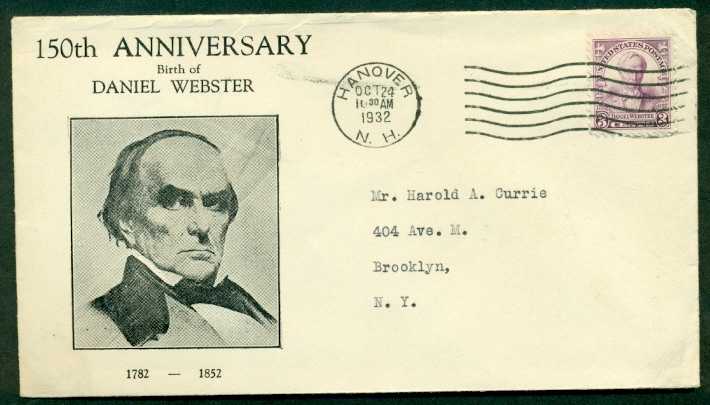 150th ANNIVERSARY
Birth of
DANIEL WEBSTER
HANOVER
OCT 24
10 30 AM
1932
N. H.
UNITED STATES POSTAGE
DANIEL WEBSTER
3 3
Mr. Harold A. Currie
404 Ave. M.
Brooklyn,
N. Y.
1782 — 1852